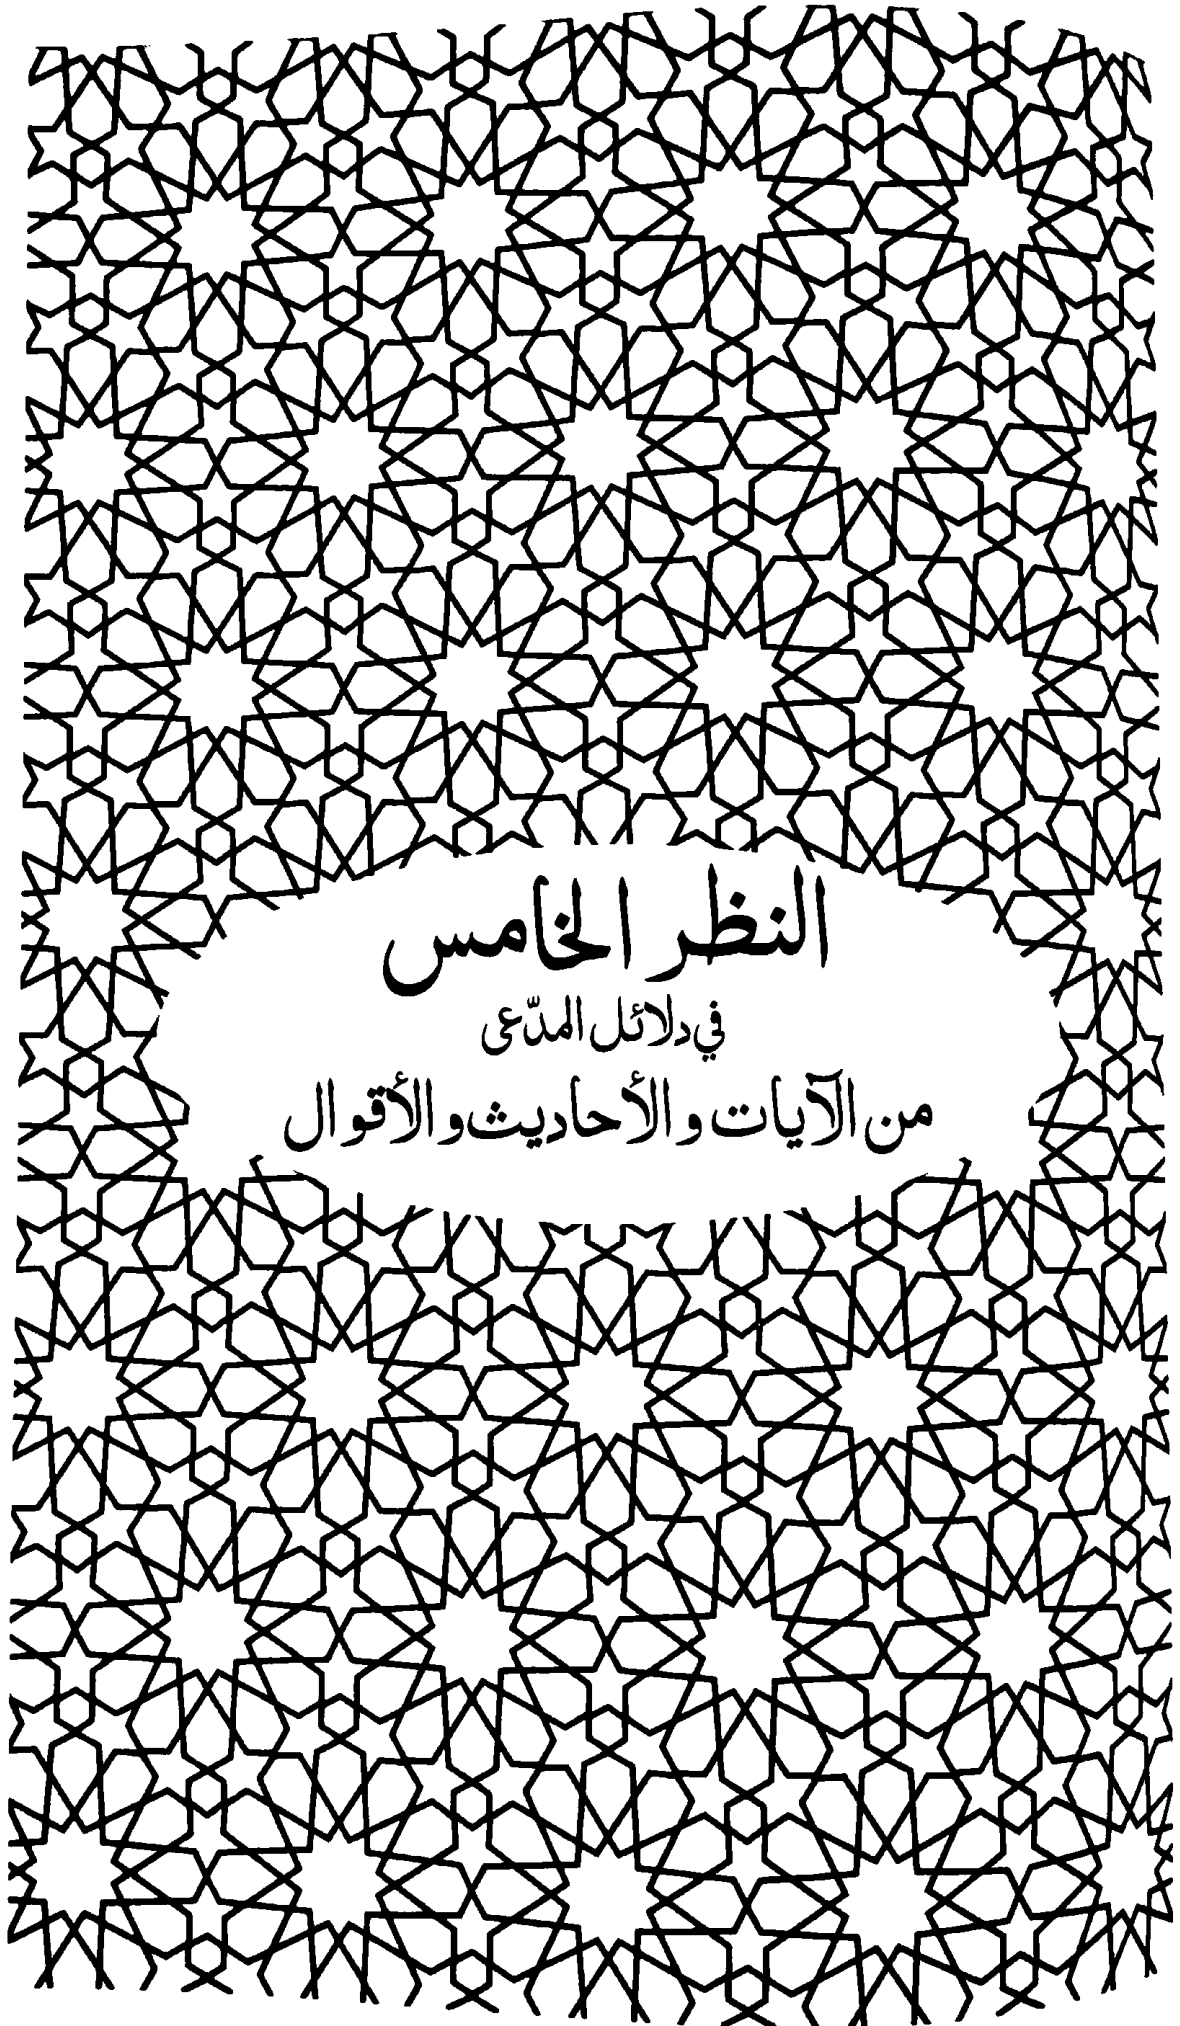 النظر الخامس
في دلائل المدّعى
من الآيات والأحاديث والأقوال